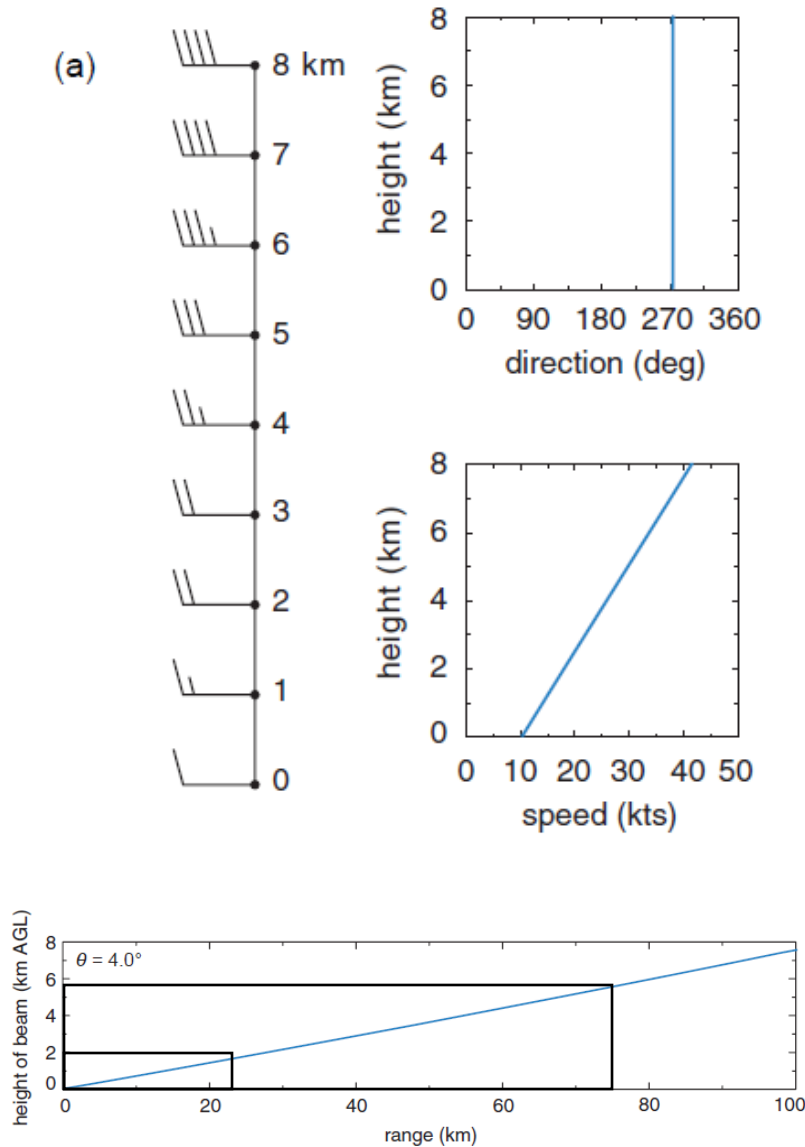 (a)
8 km
7
6
5
4
3
2
1
0
height (km)
8
6
4
2
0
0 90 180 270 360
direction (deg)
height (km)
8
6
4
2
0
0 10 20 30 40 50
speed (kts)
height of beam (km AGL)
8
6
4
2
0
θ = 4.0°
0 20 40 60 80 100
range (km)